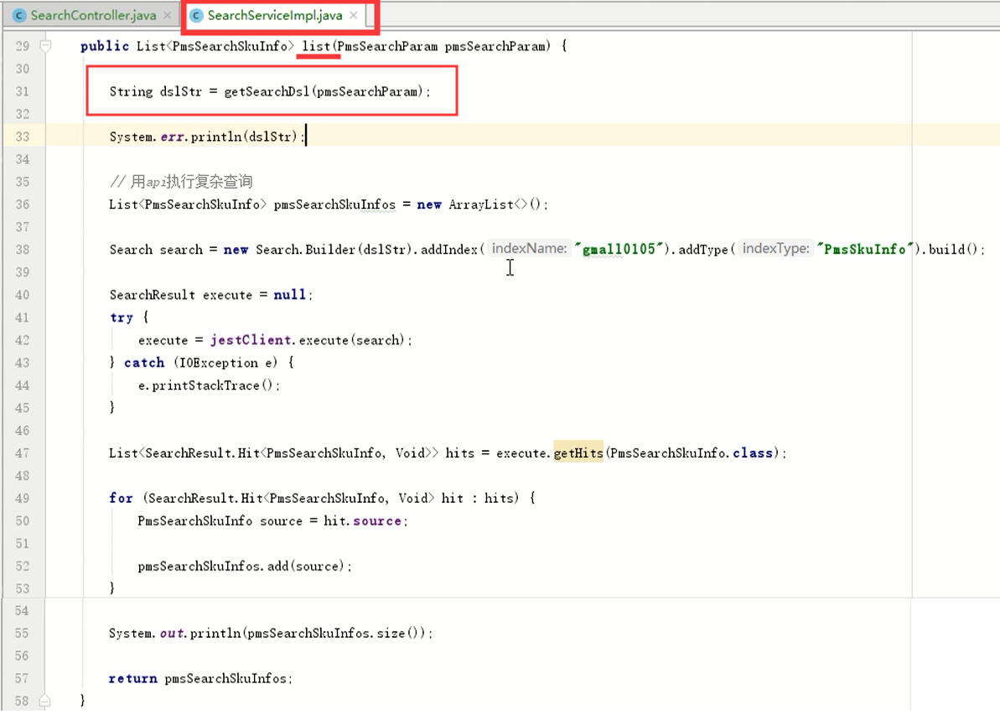 SearchController.java
SearchServiceImpl.java
29 public List<PmsSearchSkuInfo> list(PmsSearchParam pmsSearchParam) {
30
31 String dslStr = getSearchDsl(pmsSearchParam);
32
33 System.err.println(dslStr);
34
35 // 用api执行复杂查询
36 List<PmsSearchSkuInfo> pmsSearchSkuInfos = new ArrayList<>();
37
38 Search search = new Search.Builder(dslStr).addIndex( indexName: "gmall0105").addType( indexType: "PmsSkuInfo").build();
39
40 SearchResult execute = null;
41 try {
42 execute = jestClient.execute(search);
43 } catch (IOException e) {
44 e.printStackTrace();
45 }
46
47 List<SearchResult.Hit<PmsSearchSkuInfo, Void>> hits = execute.getHits(PmsSearchSkuInfo.class);
48
49 for (SearchResult.Hit<PmsSearchSkuInfo, Void> hit : hits) {
50 PmsSearchSkuInfo source = hit.source;
51
52 pmsSearchSkuInfos.add(source);
53 }
54
55 System.out.println(pmsSearchSkuInfos.size());
56
57 return pmsSearchSkuInfos;
58 }